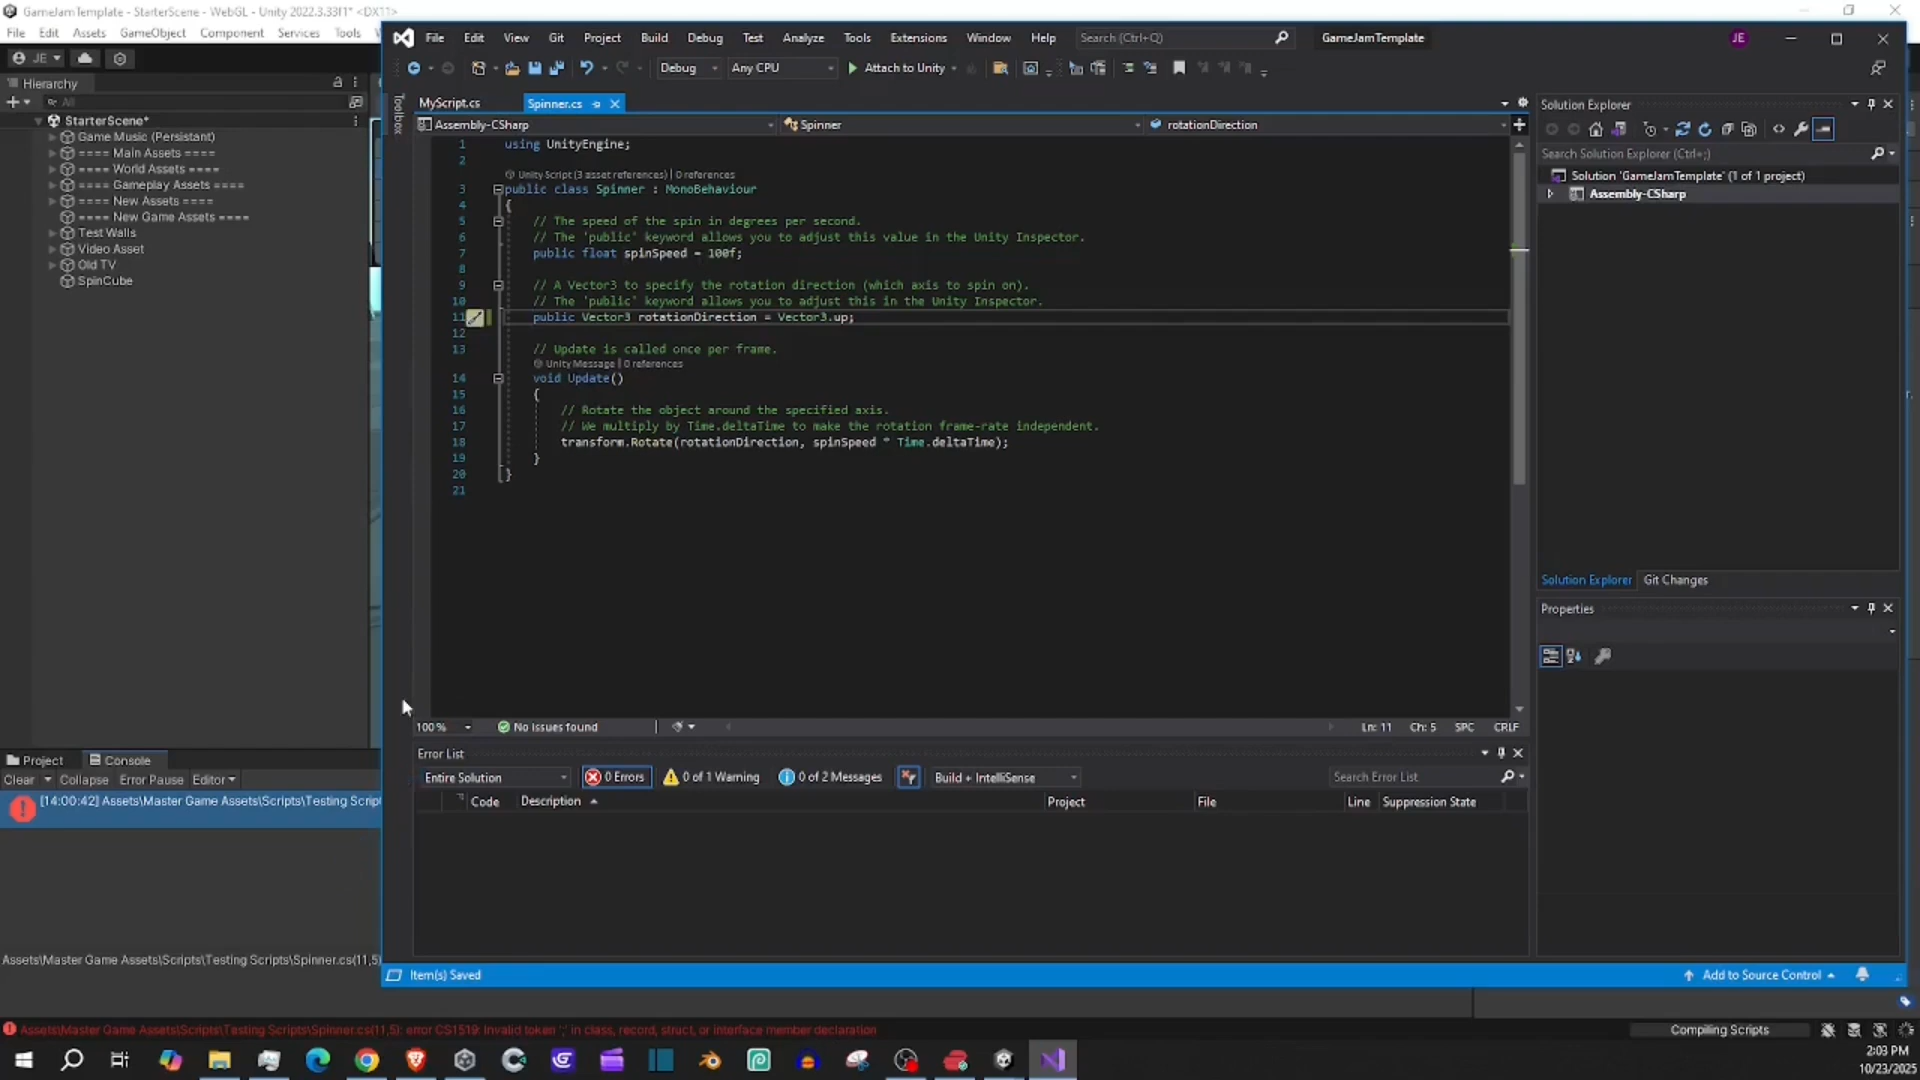 GameJamTemplate - StarterScene - WebGL - Unity 2022.3.33f1* <DX11>
File Edit Assets GameObject Component Services Tools
JE
Hierarchy
All
StarterScene*
Game Music (Persistant)
==== Main Assets ====
==== World Assets ====
==== Gameplay Assets ====
==== New Assets ====
==== New Game Assets ====
Test Walls
Video Asset
Old TV
SpinCube
Project Console
Clear Collapse Error Pause Editor
[14:00:42] Assets\Master Game Assets\Scripts\Testing Scrip
Assets\Master Game Assets\Scripts\Testing Scripts\Spinner.cs(11,5)
File Edit View Git Project Build Debug Test Analyze Tools Extensions Window Help Search (Ctrl+Q) GameJamTemplate JE
Debug Any CPU Attach to Unity
Toolbox
MyScript.cs Spinner.cs
Assembly-CSharp Spinner rotationDirection
1 using UnityEngine;
2
Unity Script (3 asset references) | 0 references
3 public class Spinner : MonoBehaviour
4 {
5 // The speed of the spin in degrees per second.
6 // The 'public' keyword allows you to adjust this value in the Unity Inspector.
7 public float spinSpeed = 100f;
8
9 // A Vector3 to specify the rotation direction (which axis to spin on).
10 // The 'public' keyword allows you to adjust this in the Unity Inspector.
11 public Vector3 rotationDirection = Vector3.up;
12
13 // Update is called once per frame.
Unity Message | 0 references
14 void Update()
15 {
16 // Rotate the object around the specified axis.
17 // We multiply by Time.deltaTime to make the rotation frame-rate independent.
18 transform.Rotate(rotationDirection, spinSpeed * Time.deltaTime);
19 }
20 }
21
100 % No issues found Ln: 11 Ch: 5 SPC CRLF
Error List
Entire Solution 0 Errors 0 of 1 Warning 0 of 2 Messages Build + IntelliSense Search Error List
Code Description Project File Line Suppression State
Item(s) Saved Add to Source Control
Solution Explorer
Search Solution Explorer (Ctrl+;)
Solution 'GameJamTemplate' (1 of 1 project)
Assembly-CSharp
Solution Explorer Git Changes
Properties
Assets\Master Game Assets\Scripts\Testing Scripts\Spinner.cs(11,5): error CS1519: Invalid token ';' in class, record, struct, or interface member declaration
Compiling Scripts
2:03 PM
10/23/2025